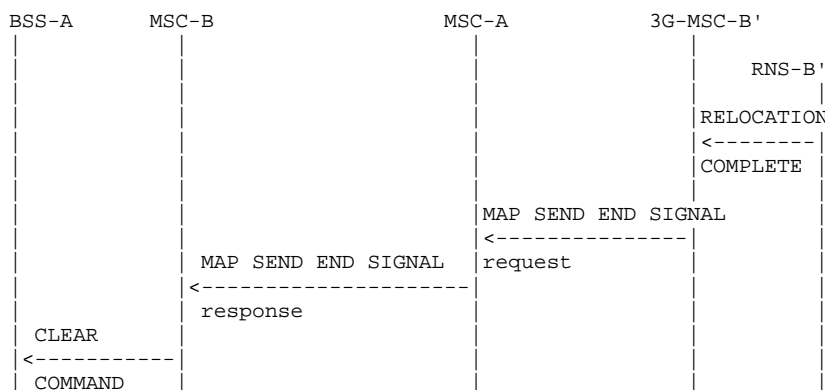 BSS-A MSC-B MSC-A 3G-MSC-B'
RNS-B'
RELOCATION
COMPLETE
MAP SEND END SIGNAL
request
MAP SEND END SIGNAL
response
CLEAR
COMMAND